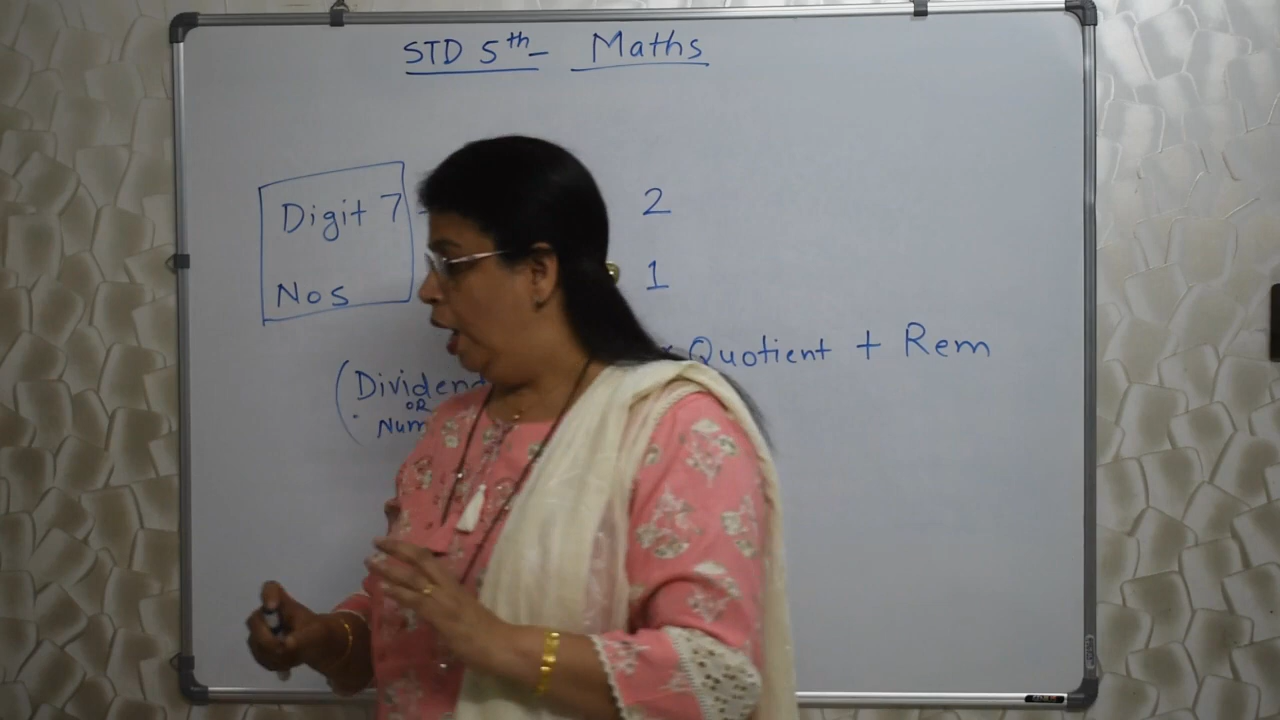 STD 5th - Maths
Digit 7 2
Nos 1
(Dividend Quotient + Rem
OR
Num